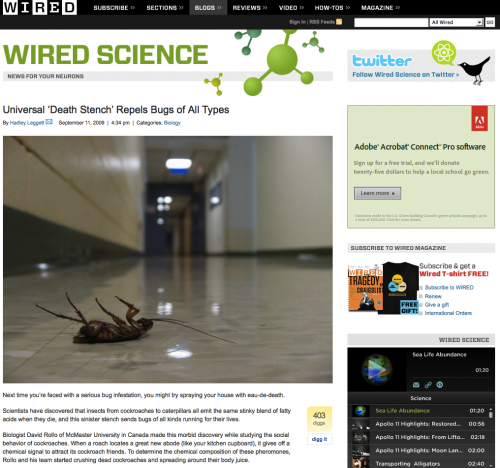 WIRED
SUBSCRIBE >> SECTIONS >> BLOGS >> REVIEWS >> VIDEO >> HOW-TOS >> MAGAZINE >>
Sign In | RSS Feeds
All Wired
GO
WIRED SCIENCE
NEWS FOR YOUR NEURONS
twitter
Follow Wired Science on Twitter >
Universal 'Death Stench' Repels Bugs of All Types
By Hadley Leggett September 11, 2009 | 4:34 pm | Categories: Biology
Adobe® Acrobat® Connect™ Pro software
Sign up for a free trial, and we'll donate
twenty-five dollars to help a local school go green.
Learn more ▸
Adobe
SUBSCRIBE TO WIRED MAGAZINE
WIRED
TRAGEDY
CRAIGSLIST
FREE
GIFT!
Subscribe & get a
Wired T-shirt FREE!
Subscribe to WIRED
Renew
Give a gift
International Orders
WIRED SCIENCE
Sea Life Abundance
01:20
Science
Sea Life Abundance 01:20
Apollo 11 Highlights: Restored... 00:56
Apollo 11 Highlights: From Lifto... 02:18
Apollo 11 Highlights: Moon Lan... 02:00
Transporting Alligators 02:03
Next time you're faced with a serious bug infestation, you might try spraying your house with eau-de-death.
Scientists have discovered that insects from cockroaches to caterpillars all emit the same stinky blend of fatty
acids when they die, and this sinister stench sends bugs of all kinds running for their lives.
403
diggs
digg it
Biologist David Rollo of McMaster University in Canada made this morbid discovery while studying the social
behavior of cockroaches. When a roach locates a great new abode (like your kitchen cupboard), it gives off a
chemical signal to attract its cockroach friends. To determine the chemical composition of these pheromones,
Rollo and his team started crushing dead cockroaches and spreading around their body juice.